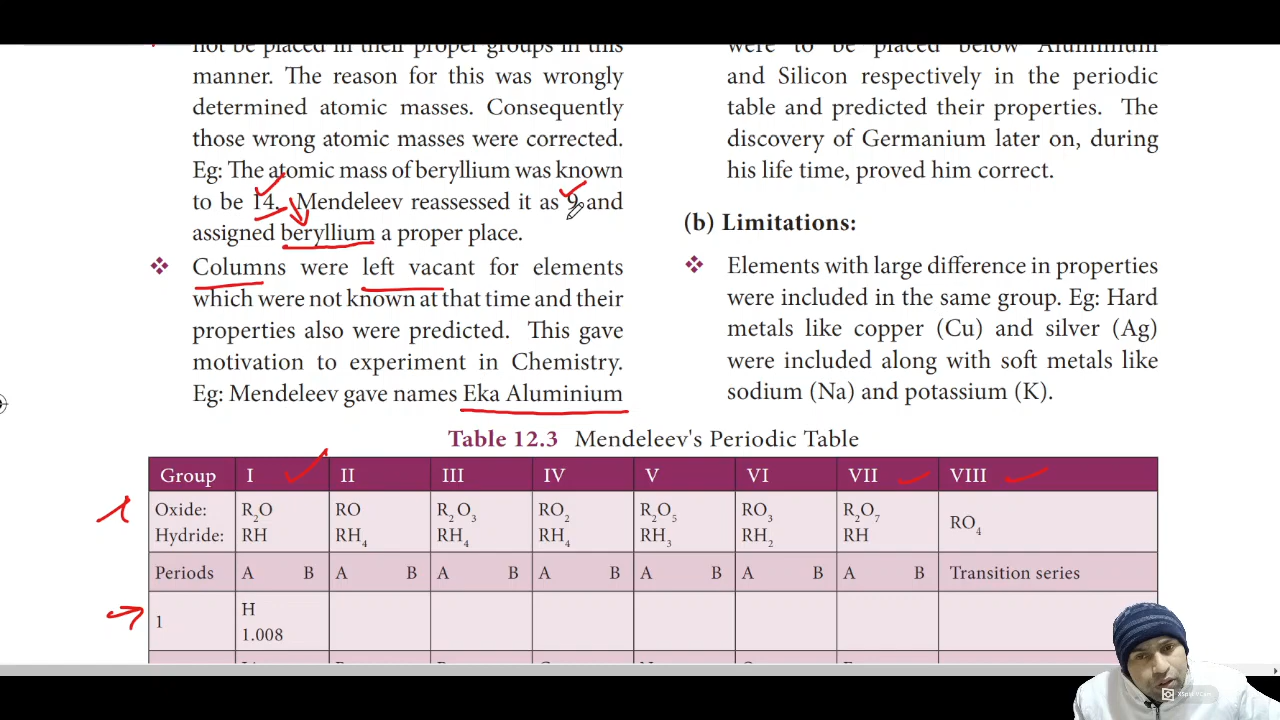 not be placed in their proper groups in this
manner. The reason for this was wrongly
determined atomic masses. Consequently
those wrong atomic masses were corrected.
Eg: The atomic mass of beryllium was known
to be 14. Mendeleev reassessed it as 9 and
assigned beryllium a proper place.
❖ Columns were left vacant for elements
which were not known at that time and their
properties also were predicted. This gave
motivation to experiment in Chemistry.
Eg: Mendeleev gave names Eka Aluminium
were to be placed below Aluminium
and Silicon respectively in the periodic
table and predicted their properties. The
discovery of Germanium later on, during
his life time, proved him correct.
(b) Limitations:
❖ Elements with large difference in properties
were included in the same group. Eg: Hard
metals like copper (Cu) and silver (Ag)
were included along with soft metals like
sodium (Na) and potassium (K).
Table 12.3 Mendeleev's Periodic Table
Group I II III IV V VI VII VIII
Oxide: R₂O RO R₂O₃ RO₂ R₂O₅ RO₃ R₂O₇ RO₄
Hydride: RH RH₄ RH₄ RH₄ RH₃ RH₂ RH
Periods A B A B A B A B A B A B A B Transition series
1 H
1.008